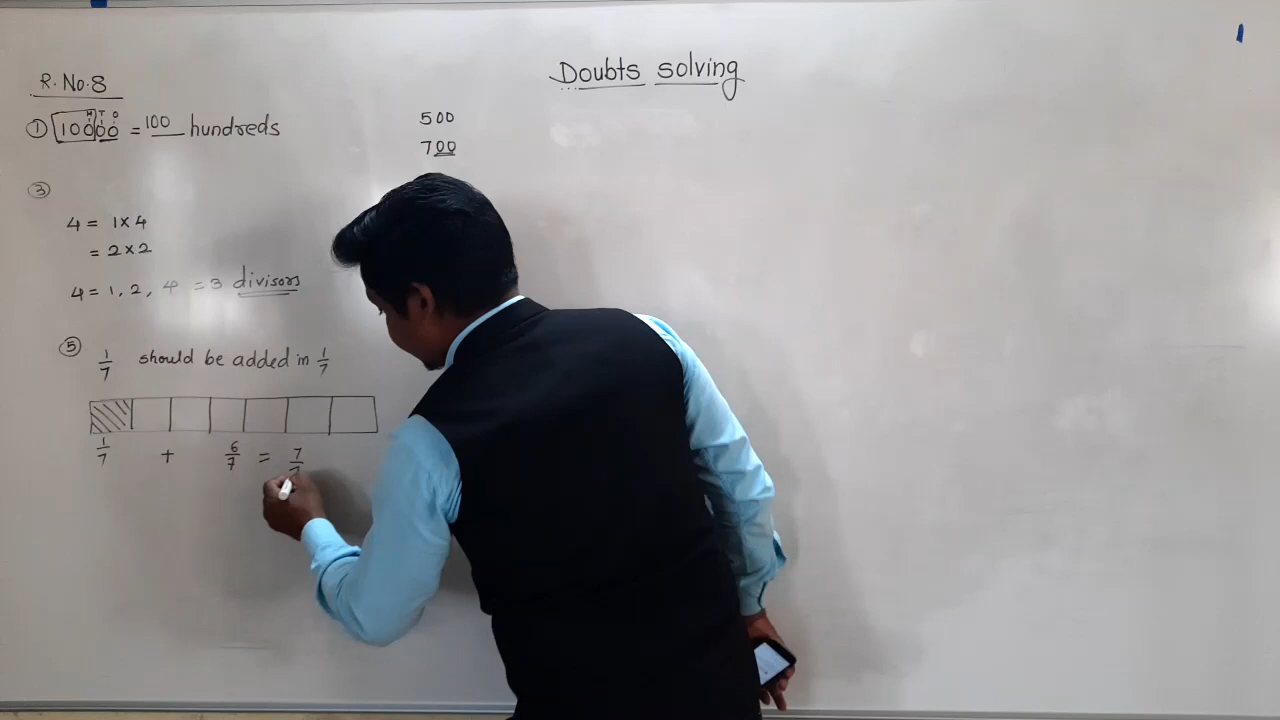 Doubts solving
R. No. 8
H T O
① 10000 = 100 hundreds
500
700
③
4 = 1 × 4
= 2 × 2
4 = 1, 2, 4 = 3 divisors
⑤ 1/7 should be added in 1/7
1/7 + 6/7 = 7/7